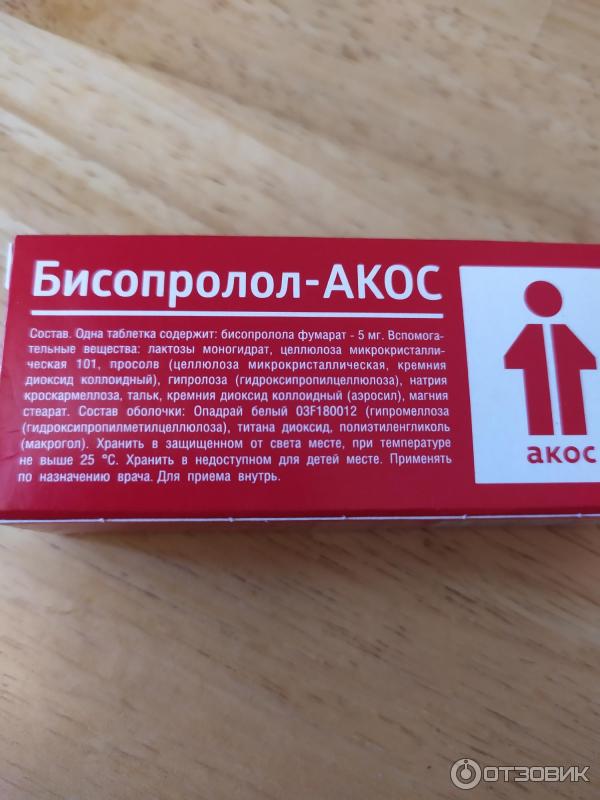 Бисопролол-АКОС
Состав. Одна таблетка содержит: бисопролола фумарат - 5 мг. Вспомога-
тельные вещества: лактозы моногидрат, целлюлоза микрокристалли-
ческая 101, просолв (целлюлоза микрокристаллическая, кремния
диоксид коллоидный), гипролоза (гидроксипропилцеллюлоза), натрия
кроскармеллоза, тальк, кремния диоксид коллоидный (аэросил), магния
стеарат. Состав оболочки: Опадрай белый 03F180012 (гипромеллоза
(гидроксипропилметилцеллюлоза), титана диоксид, полиэтиленгликоль
(макрогол). Хранить в защищенном от света месте, при температуре
не выше 25 °C. Хранить в недоступном для детей месте. Применять
по назначению врача. Для приема внутрь.
акос
ОТЗОВИК